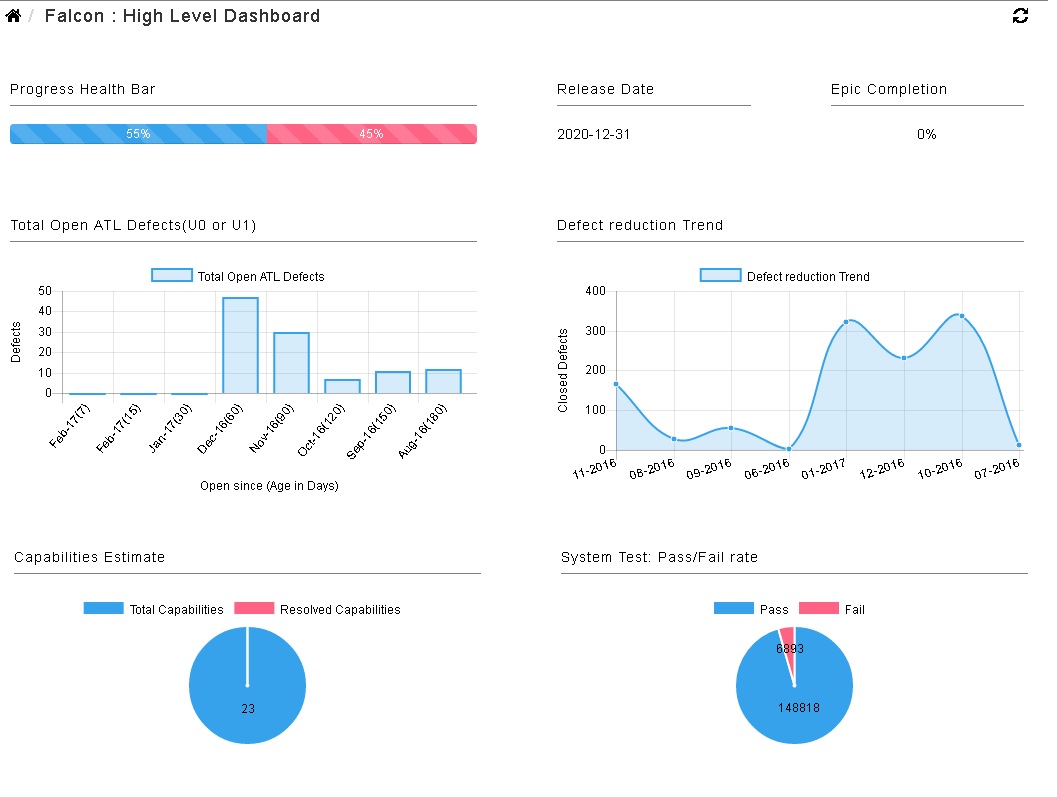 / Falcon : High Level Dashboard
Progress Health Bar
55% 45%
Release Date
2020-12-31
Epic Completion
0%
Total Open ATL Defects(U0 or U1)
Total Open ATL Defects
50
40
30
20
10
0
Defects
Feb-17(7) Feb-17(15) Jan-17(30) Dec-16(60) Nov-16(90) Oct-16(120) Sep-16(150) Aug-16(180)
Open since (Age in Days)
Defect reduction Trend
Defect reduction Trend
400
300
200
100
0
Closed Defects
11-2016 08-2016 09-2016 06-2016 01-2017 12-2016 10-2016 07-2016
Capabilities Estimate
Total Capabilities Resolved Capabilities
23
System Test: Pass/Fail rate
Pass Fail
6893
148818